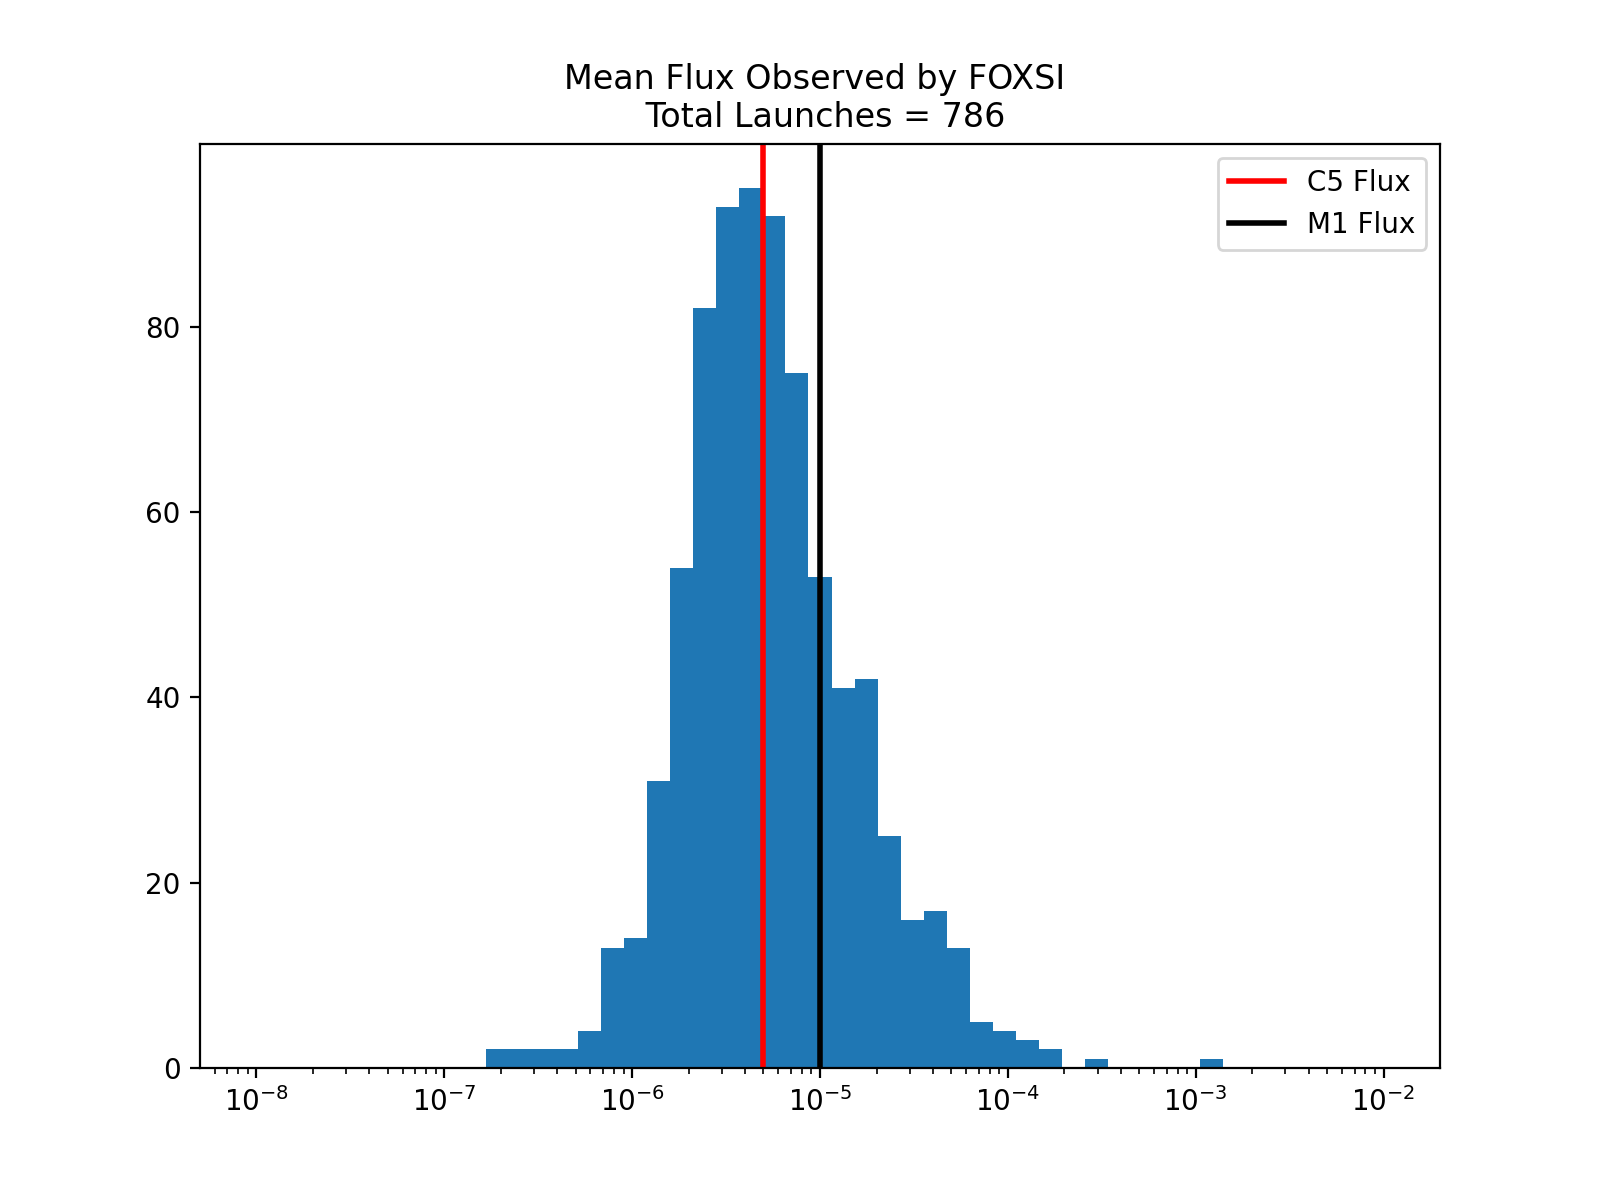 Mean Flux Observed by FOXSI
Total Launches = 786
C5 Flux
M1 Flux
80
60
40
20
0
10⁻⁸ 10⁻⁷ 10⁻⁶ 10⁻⁵ 10⁻⁴ 10⁻³ 10⁻²